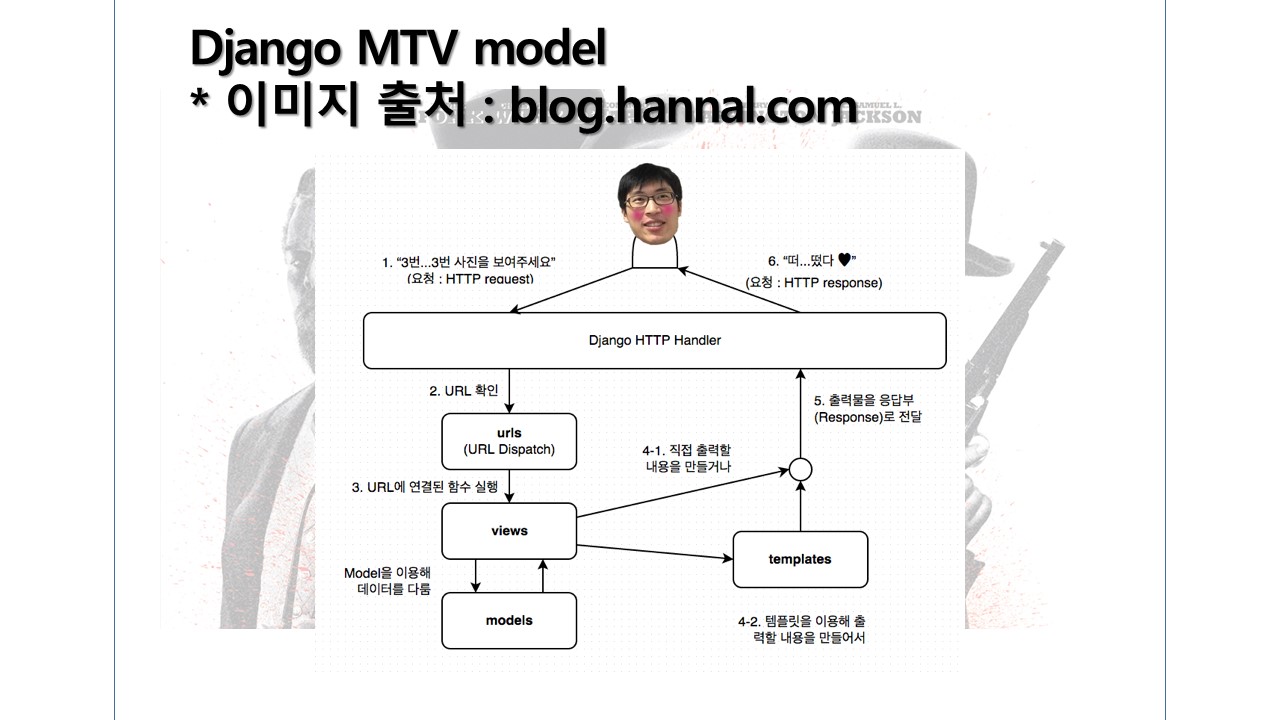 Django MTV model
* 이미지 출처 : blog.hannal.com
SAMUEL L.
JACKSON
1. “3번...3번 사진을 보여주세요”
(요청 : HTTP request)
6. “떠...떴다 ♥”
(요청 : HTTP response)
Django HTTP Handler
2. URL 확인
urls
(URL Dispatch)
3. URL에 연결된 함수 실행
views
Model을 이용해
데이터를 다룸
models
4-1. 직접 출력할
내용을 만들거나
5. 출력물을 응답부
(Response)로 전달
templates
4-2. 템플릿을 이용해 출
력할 내용을 만들어서